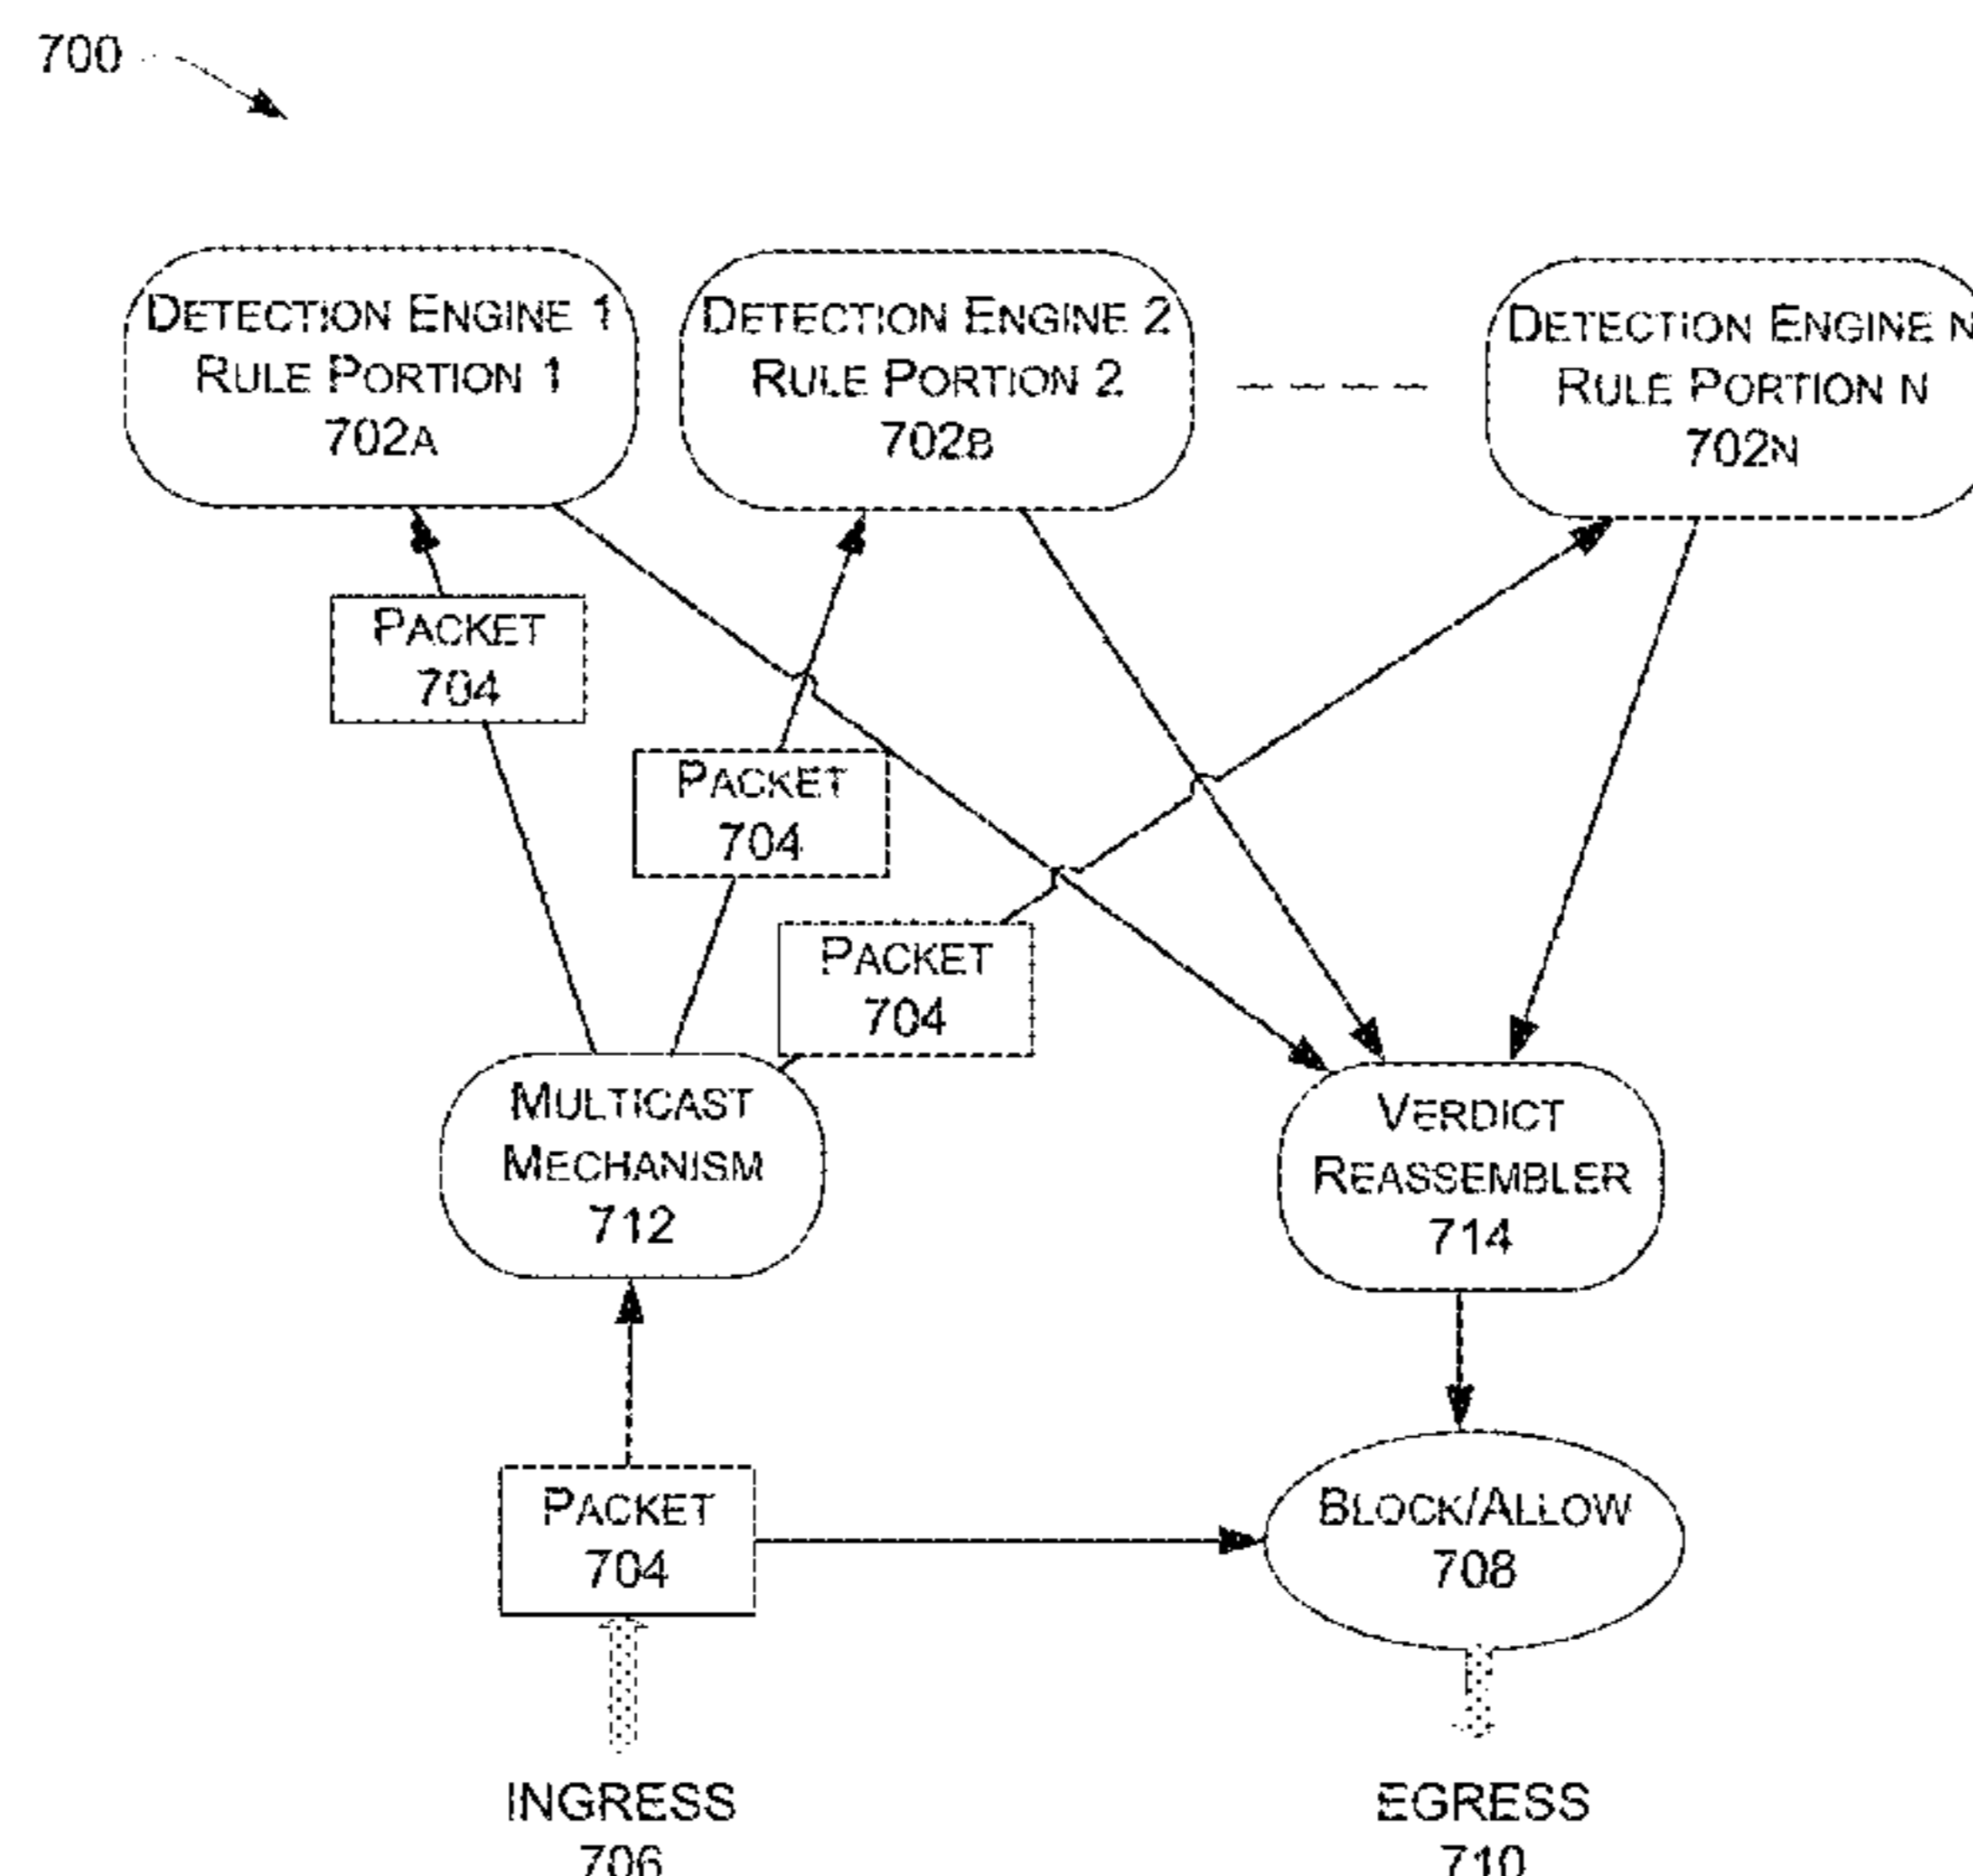 700
DETECTION ENGINE 1
RULE PORTION 1
702A
DETECTION ENGINE 2
RULE PORTION 2
702B
DETECTION ENGINE N
RULE PORTION N
702N
PACKET
704
PACKET
704
PACKET
704
MULTICAST
MECHANISM
712
VERDICT
REASSEMBLER
714
PACKET
704
BLOCK/ALLOW
708
INGRESS
706
EGRESS
710